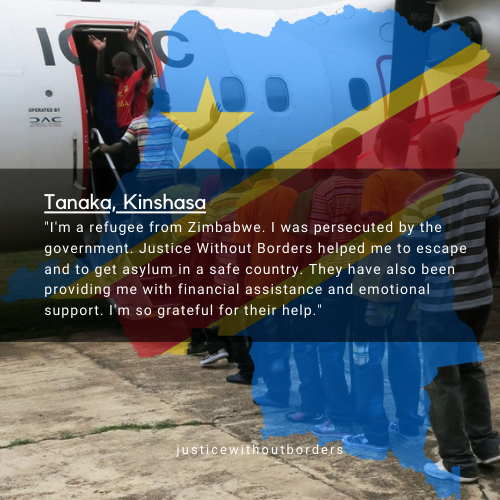 OPERATED BY
DAC
Tanaka, Kinshasa
"I'm a refugee from Zimbabwe. I was persecuted by the
government. Justice Without Borders helped me to escape
and to get asylum in a safe country. They have also been
providing me with financial assistance and emotional
support. I'm so grateful for their help."
justicewithoutborders